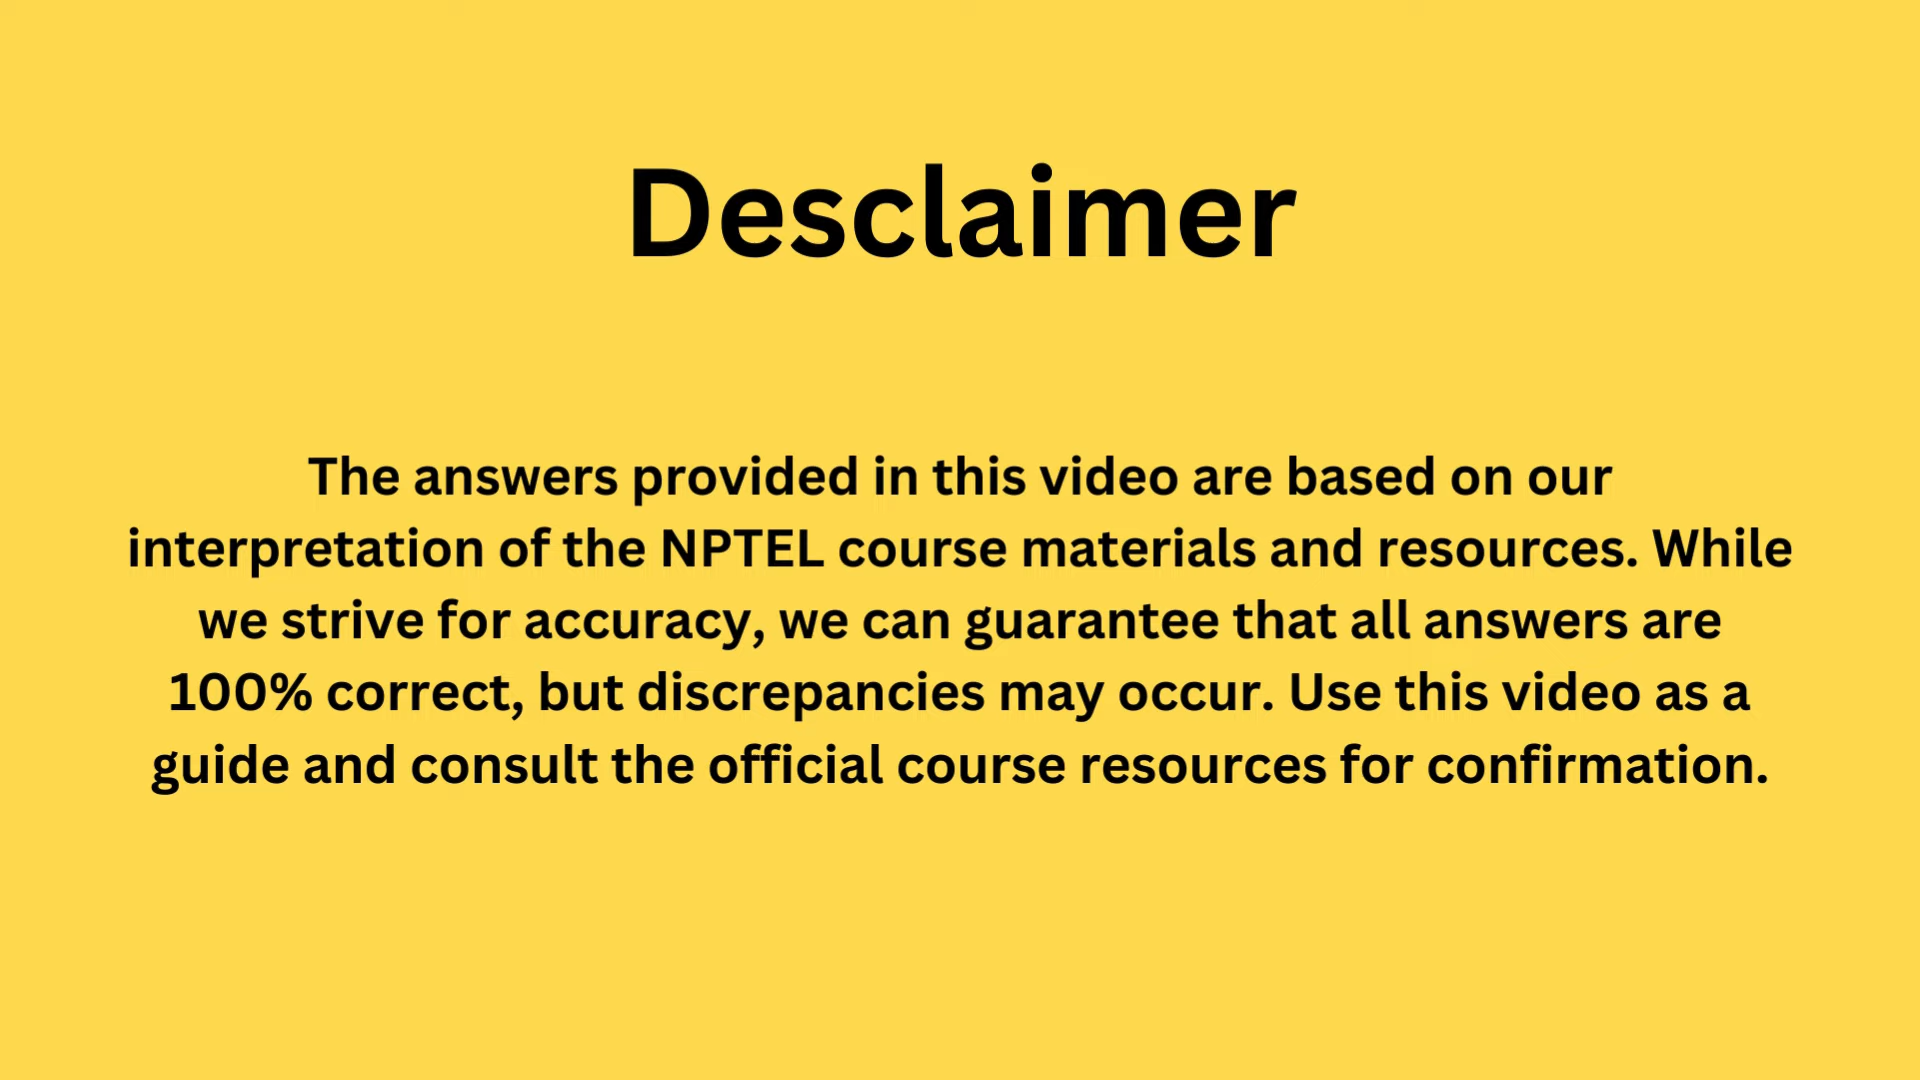 Desclaimer
The answers provided in this video are based on our
interpretation of the NPTEL course materials and resources. While
we strive for accuracy, we can guarantee that all answers are
100% correct, but discrepancies may occur. Use this video as a
guide and consult the official course resources for confirmation.